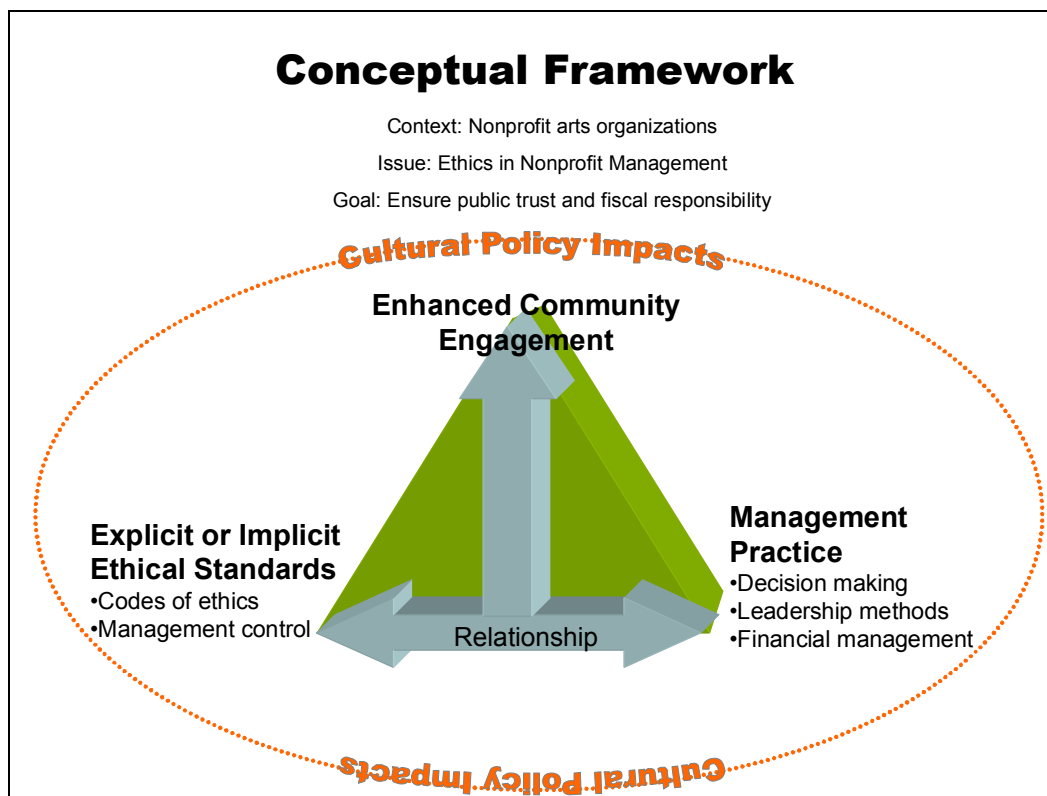 Conceptual Framework
Context: Nonprofit arts organizations
Issue: Ethics in Nonprofit Management
Goal: Ensure public trust and fiscal responsibility
Cultural Policy Impacts
Enhanced Community
Engagement
Explicit or Implicit
Ethical Standards
•Codes of ethics
•Management control
Relationship
Management
Practice
•Decision making
•Leadership methods
•Financial management
Cultural Policy Impacts